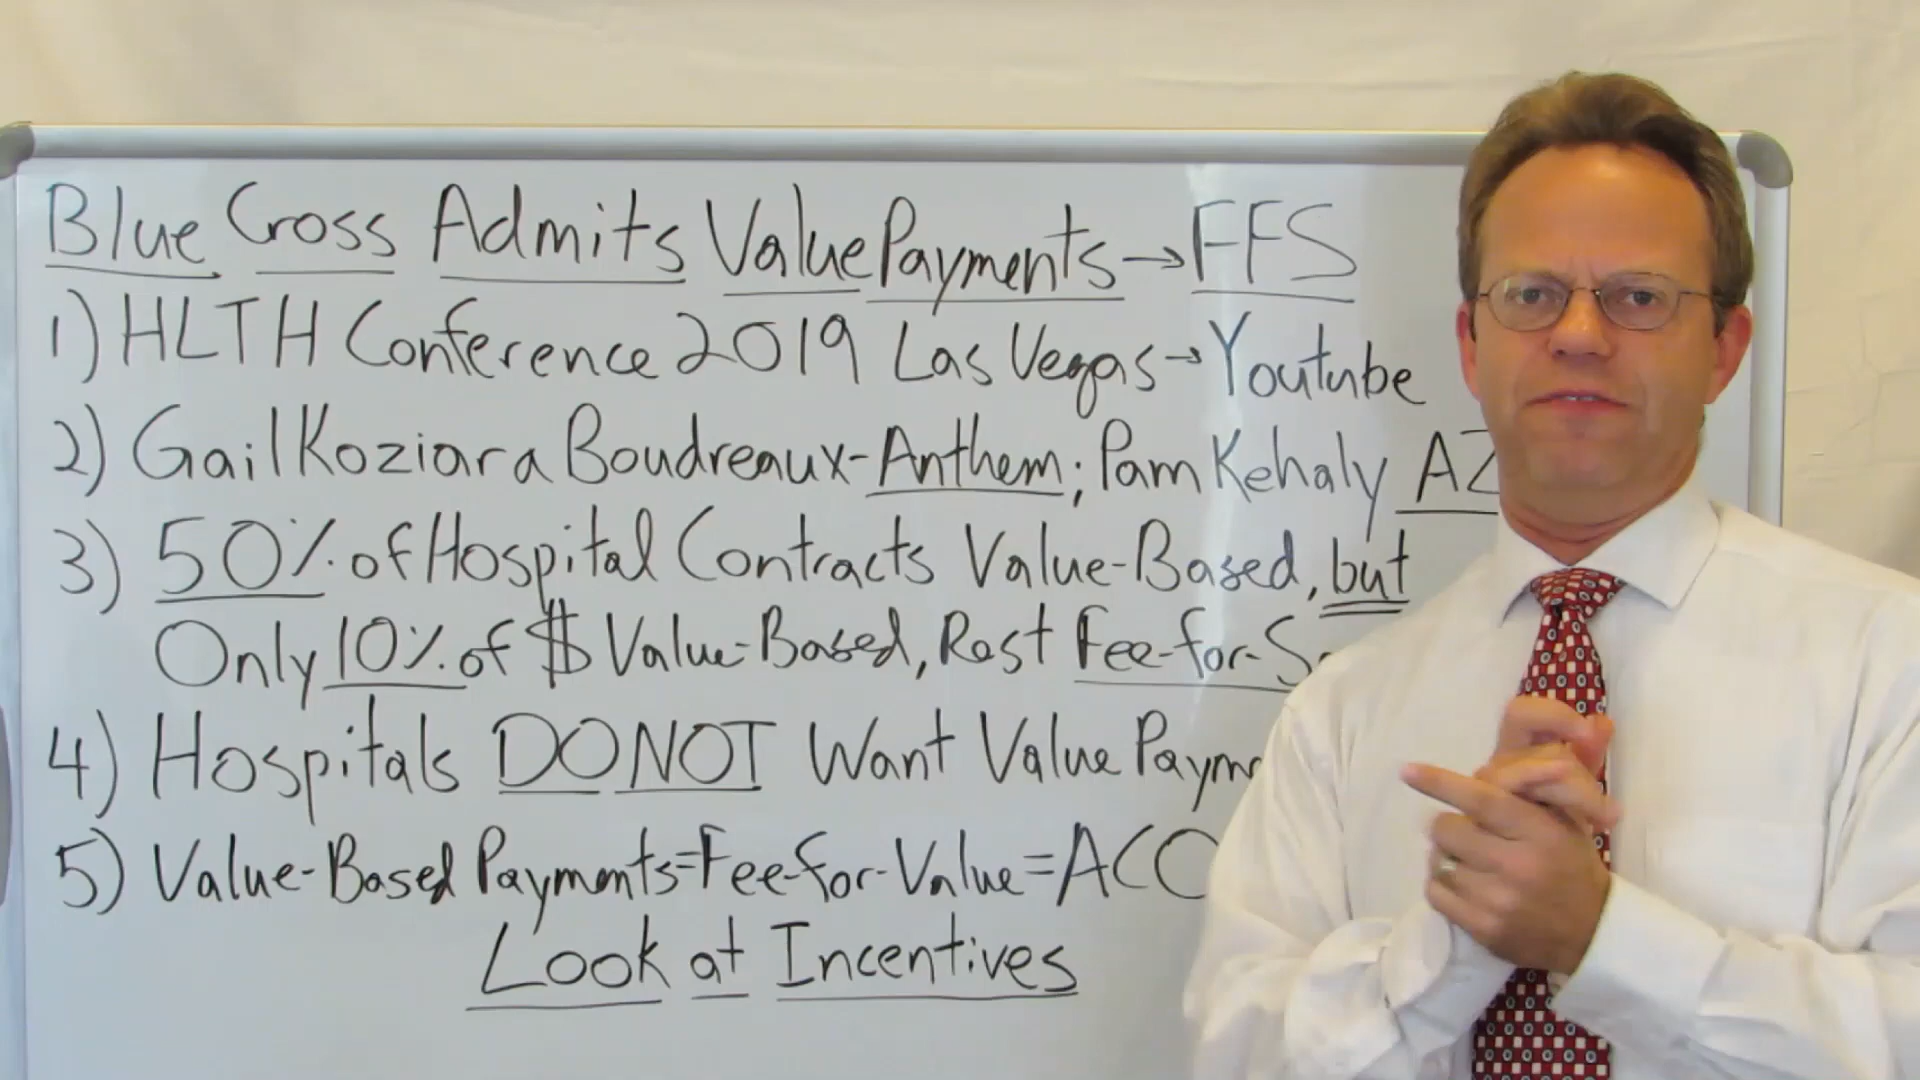 Blue Cross Admits Value Payments → FFS
1) HLTH Conference 2019 Las Vegas → Youtube
2) Gail Koziara Boudreaux - Anthem; Pam Kehaly AZ
3) 50% of Hospital Contracts Value-Based, but
Only 10% of $ Value-Based, Rest Fee-for-S
4) Hospitals DO NOT Want Value Paym
5) Value-Based Payments = Fee-for-Value = ACO
Look at Incentives